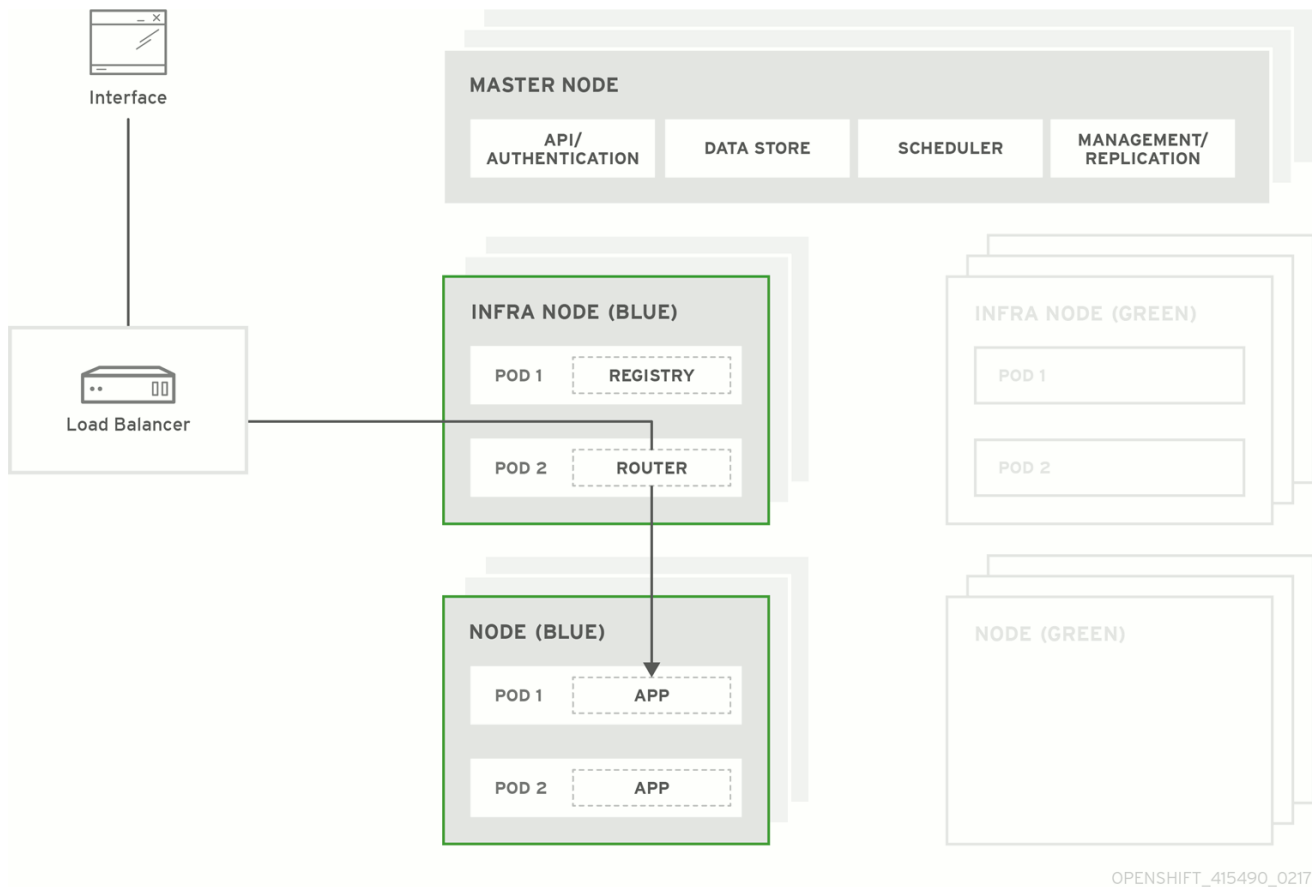 Interface
MASTER NODE
API/
AUTHENTICATION
DATA STORE
SCHEDULER
MANAGEMENT/
REPLICATION
Load Balancer
INFRA NODE (BLUE)
POD 1
REGISTRY
POD 2
ROUTER
INFRA NODE (GREEN)
POD 1
POD 2
NODE (BLUE)
POD 1
APP
POD 2
APP
NODE (GREEN)
OPENSHIFT_415490_0217